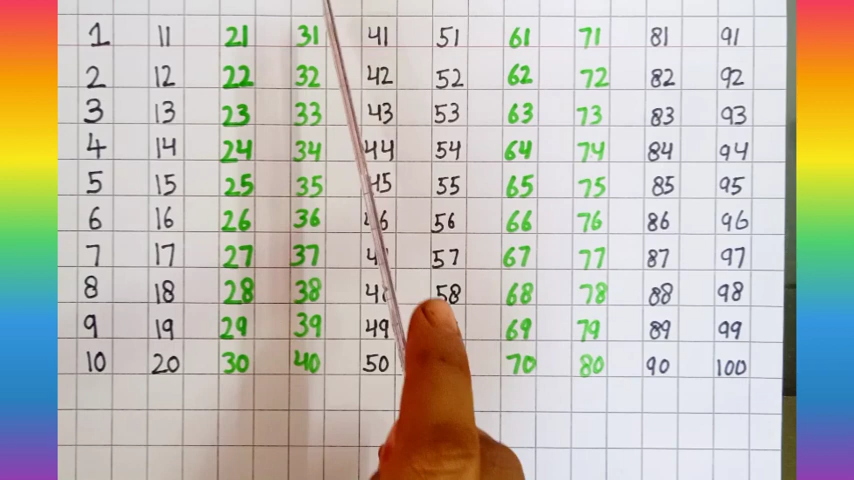 1 11 21 31 41 51 61 71 81 91
2 12 22 32 42 52 62 72 82 92
3 13 23 33 43 53 63 73 83 93
4 14 24 34 44 54 64 74 84 94
5 15 25 35 45 55 65 75 85 95
6 16 26 36 46 56 66 76 86 96
7 17 27 37 57 67 77 87 97
8 18 28 38 58 68 78 88 98
9 19 29 39 49 69 79 89 99
10 20 30 40 50 70 80 90 100